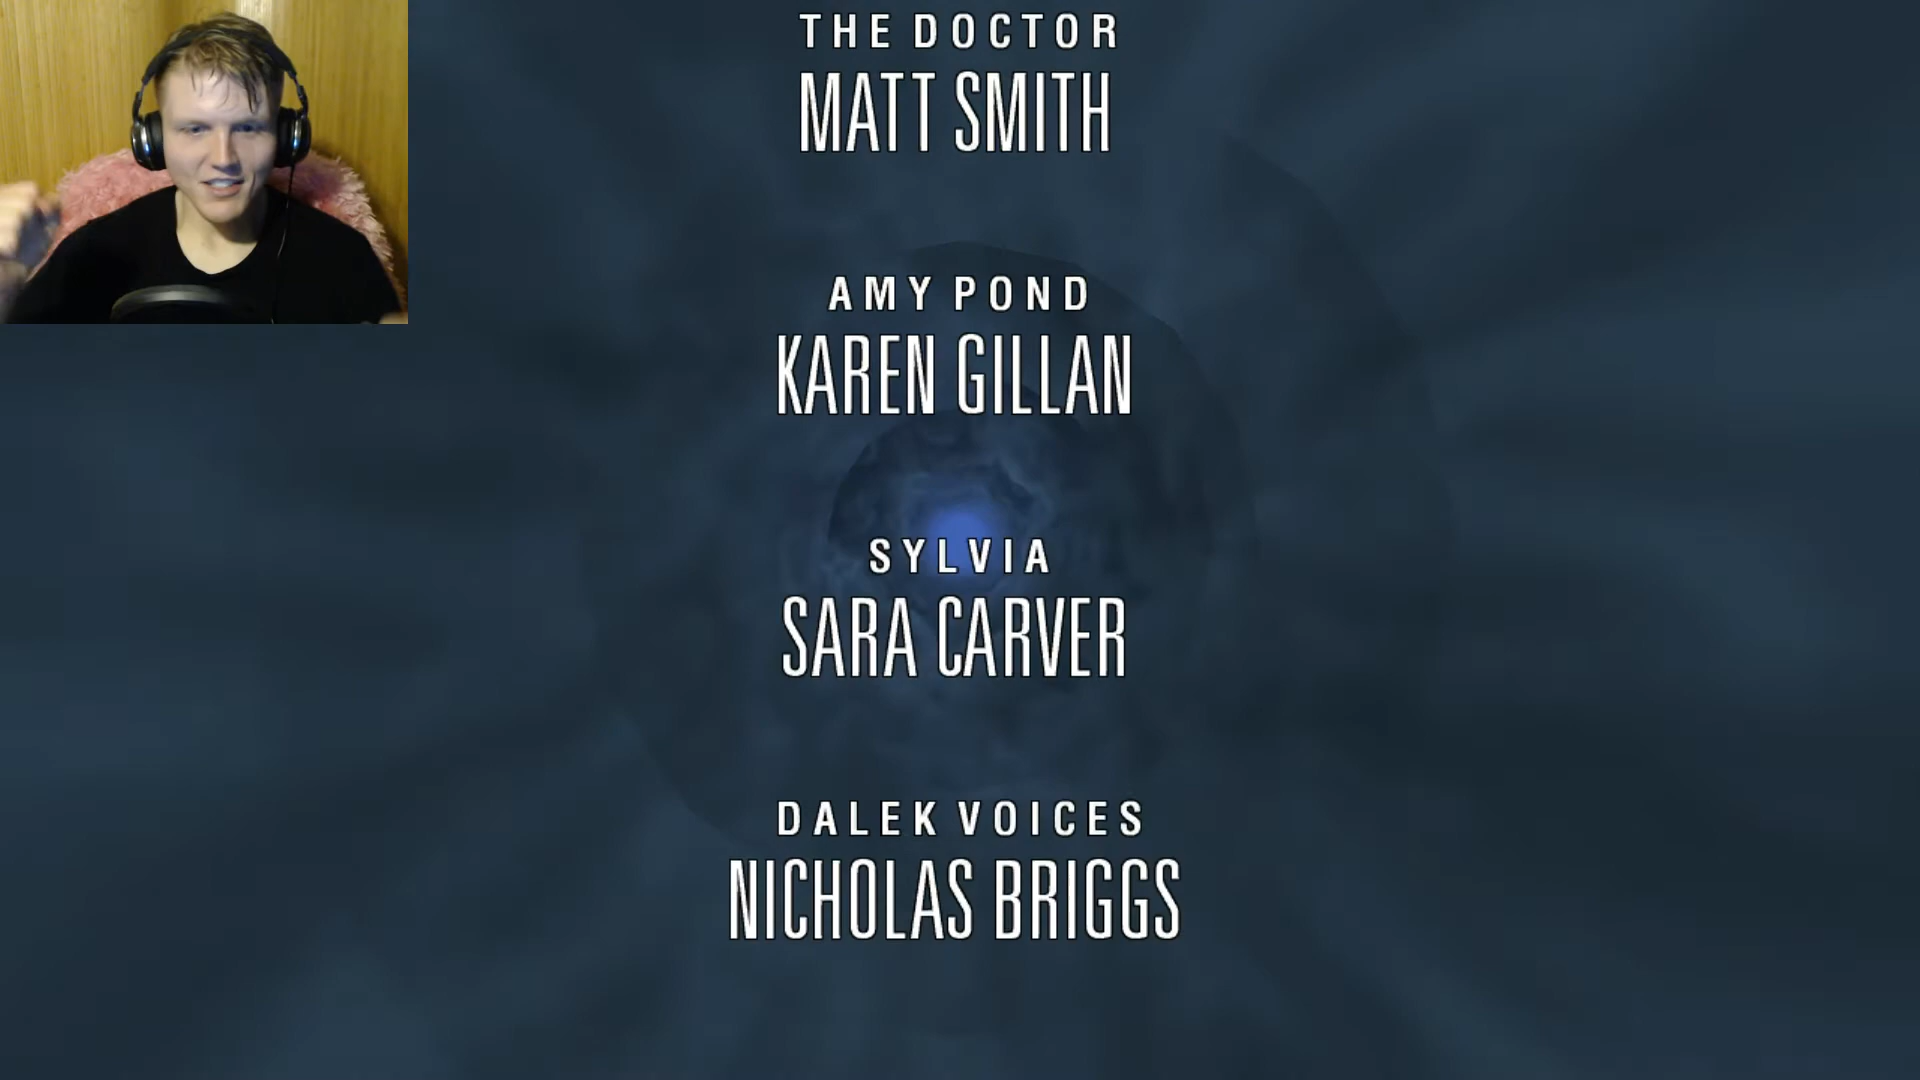 THE DOCTOR
MATT SMITH
AMY POND
KAREN GILLAN
SYLVIA
SARA CARVER
DALEK VOICES
NICHOLAS BRIGGS